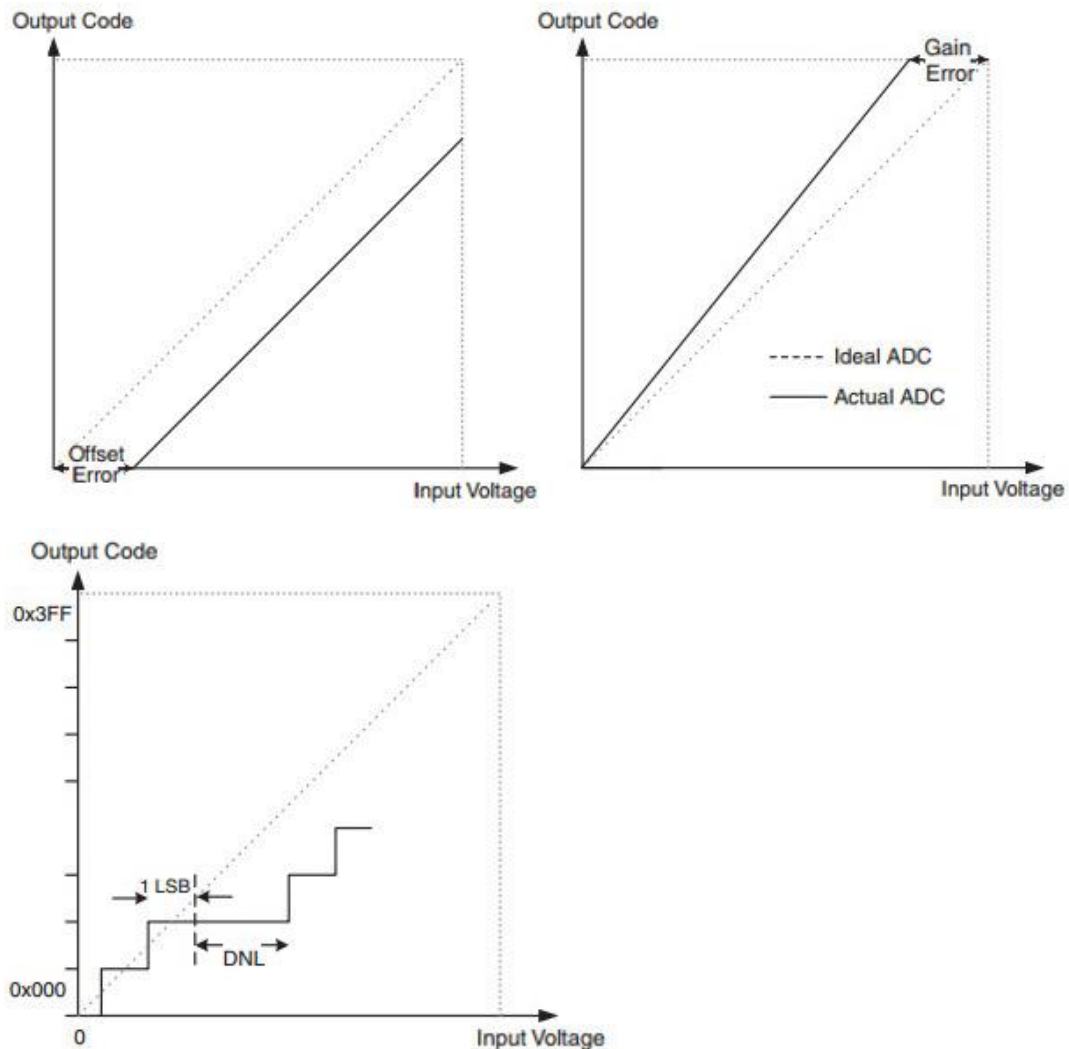 Output Code
Offset
Error
Input Voltage
Output Code
Gain
Error
Ideal ADC
Actual ADC
Input Voltage
Output Code
0x3FF
1 LSB
DNL
0x000
0
Input Voltage